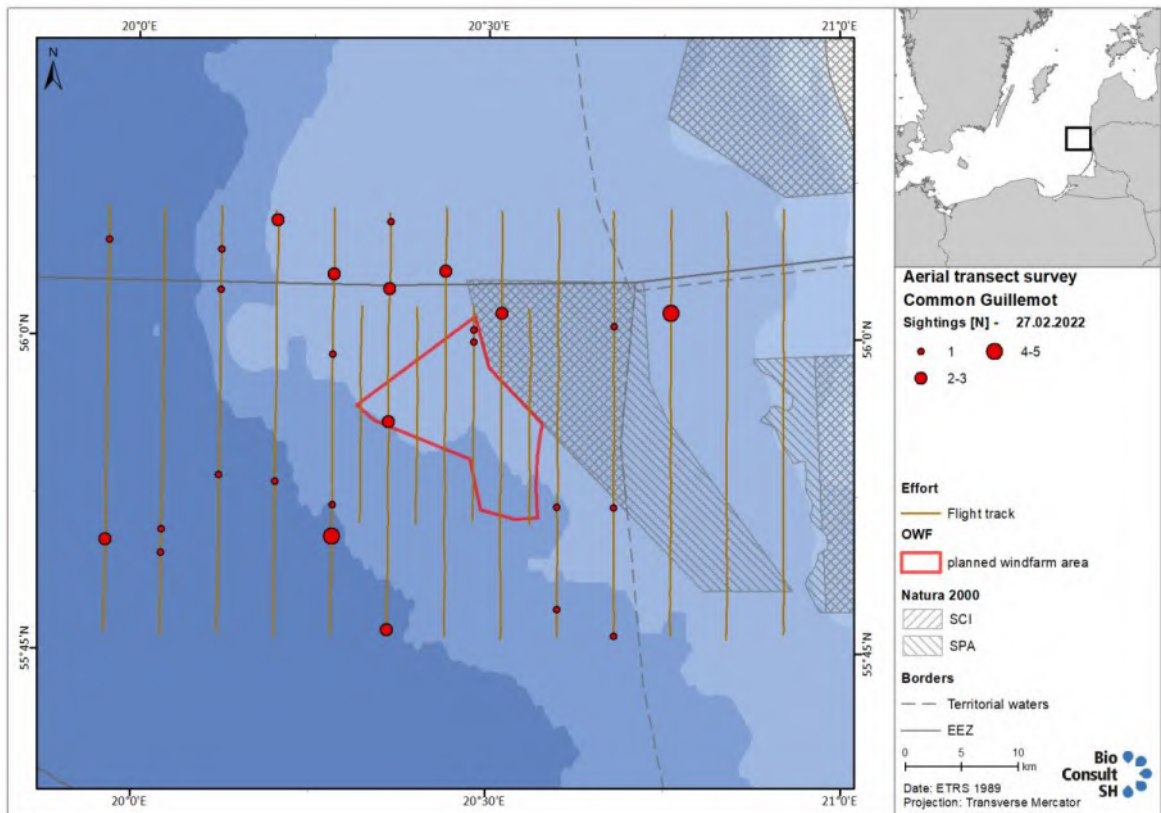 20°0'E 20°30'E 21°0'E
N
56°0'N
56°0'N
55°45'N
55°45'N
20°0'E 20°30'E 21°0'E
Aerial transect survey
Common Guillemot
Sightings [N] - 27.02.2022
1 4-5
2-3
Effort
Flight track
OWF
planned windfarm area
Natura 2000
SCI
SPA
Borders
Territorial waters
EEZ
0 5 10
km
Date: ETRS 1989
Projection: Transverse Mercator
Bio
Consult
SH